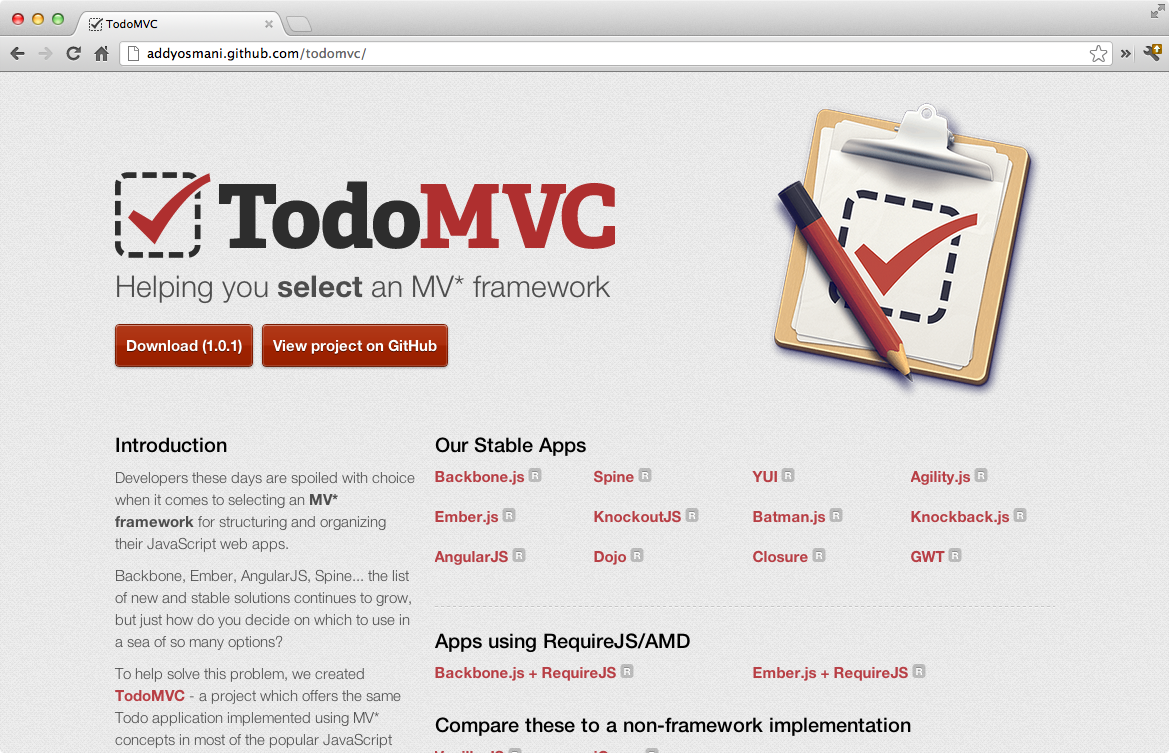 TodoMVC
addyosmani.github.com/todomvc/
TodoMVC
Helping you select an MV* framework
Download (1.0.1)
View project on GitHub
Introduction
Developers these days are spoiled with choice
when it comes to selecting an MV*
framework for structuring and organizing
their JavaScript web apps.
Backbone, Ember, AngularJS, Spine... the list
of new and stable solutions continues to grow,
but just how do you decide on which to use in
a sea of so many options?
To help solve this problem, we created
TodoMVC - a project which offers the same
Todo application implemented using MV*
concepts in most of the popular JavaScript
Our Stable Apps
Backbone.js R Spine R YUI R Agility.js R
Ember.js R KnockoutJS R Batman.js R Knockback.js R
AngularJS R Dojo R Closure R GWT R
Apps using RequireJS/AMD
Backbone.js + RequireJS R Ember.js + RequireJS R
Compare these to a non-framework implementation